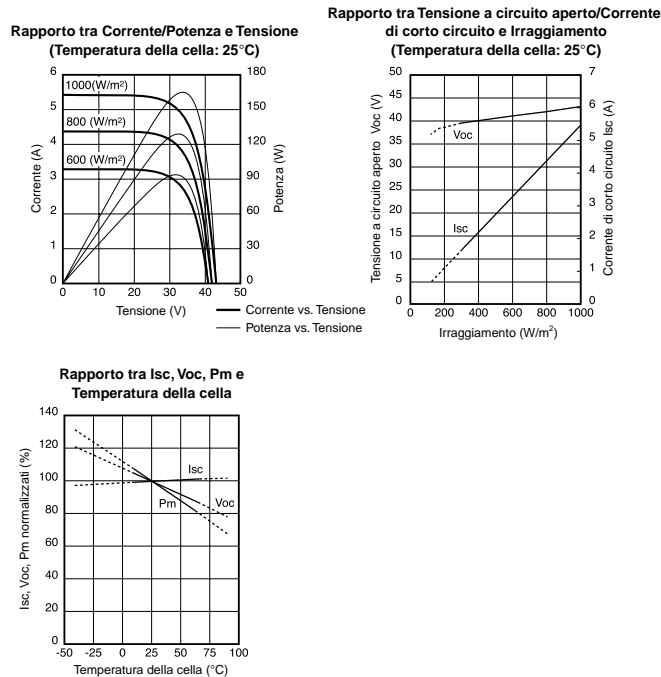 Rapporto tra Corrente/Potenza e Tensione
(Temperatura della cella: 25°C)
6
5
4
3
2
1
0
Corrente (A)
1000(W/m²)
800 (W/m²)
600 (W/m²)
180
150
120
90
60
30
0
Potenza (W)
0 10 20 30 40 50
Tensione (V)
Corrente vs. Tensione
Potenza vs. Tensione
Rapporto tra Tensione a circuito aperto/Corrente
di corto circuito e Irraggiamento
(Temperatura della cella: 25°C)
50
45
40
35
30
25
20
15
10
5
0
Tensione a circuito aperto Voc (V)
Voc
Isc
7
6
5
4
3
2
1
0
Corrente di corto circuito Isc (A)
0 200 400 600 800 1000
Irraggiamento (W/m²)
Rapporto tra Isc, Voc, Pm e
Temperatura della cella
140
120
100
80
60
40
20
0
Isc, Voc, Pm normalizzati (%)
Isc
Pm
Voc
-50 -25 0 25 50 75 100
Temperatura della cella (°C)